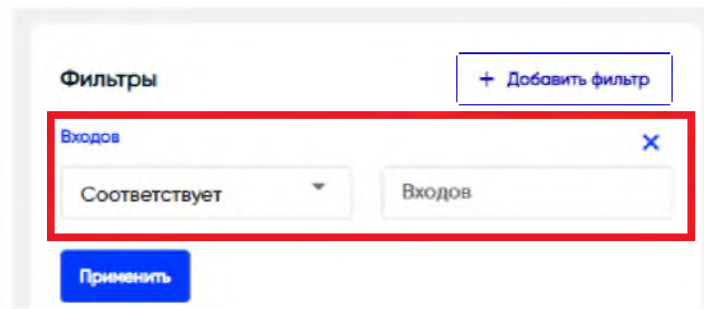 Фильтры
+ Добавить фильтр
Входов
Соответствует
Входов
Применить